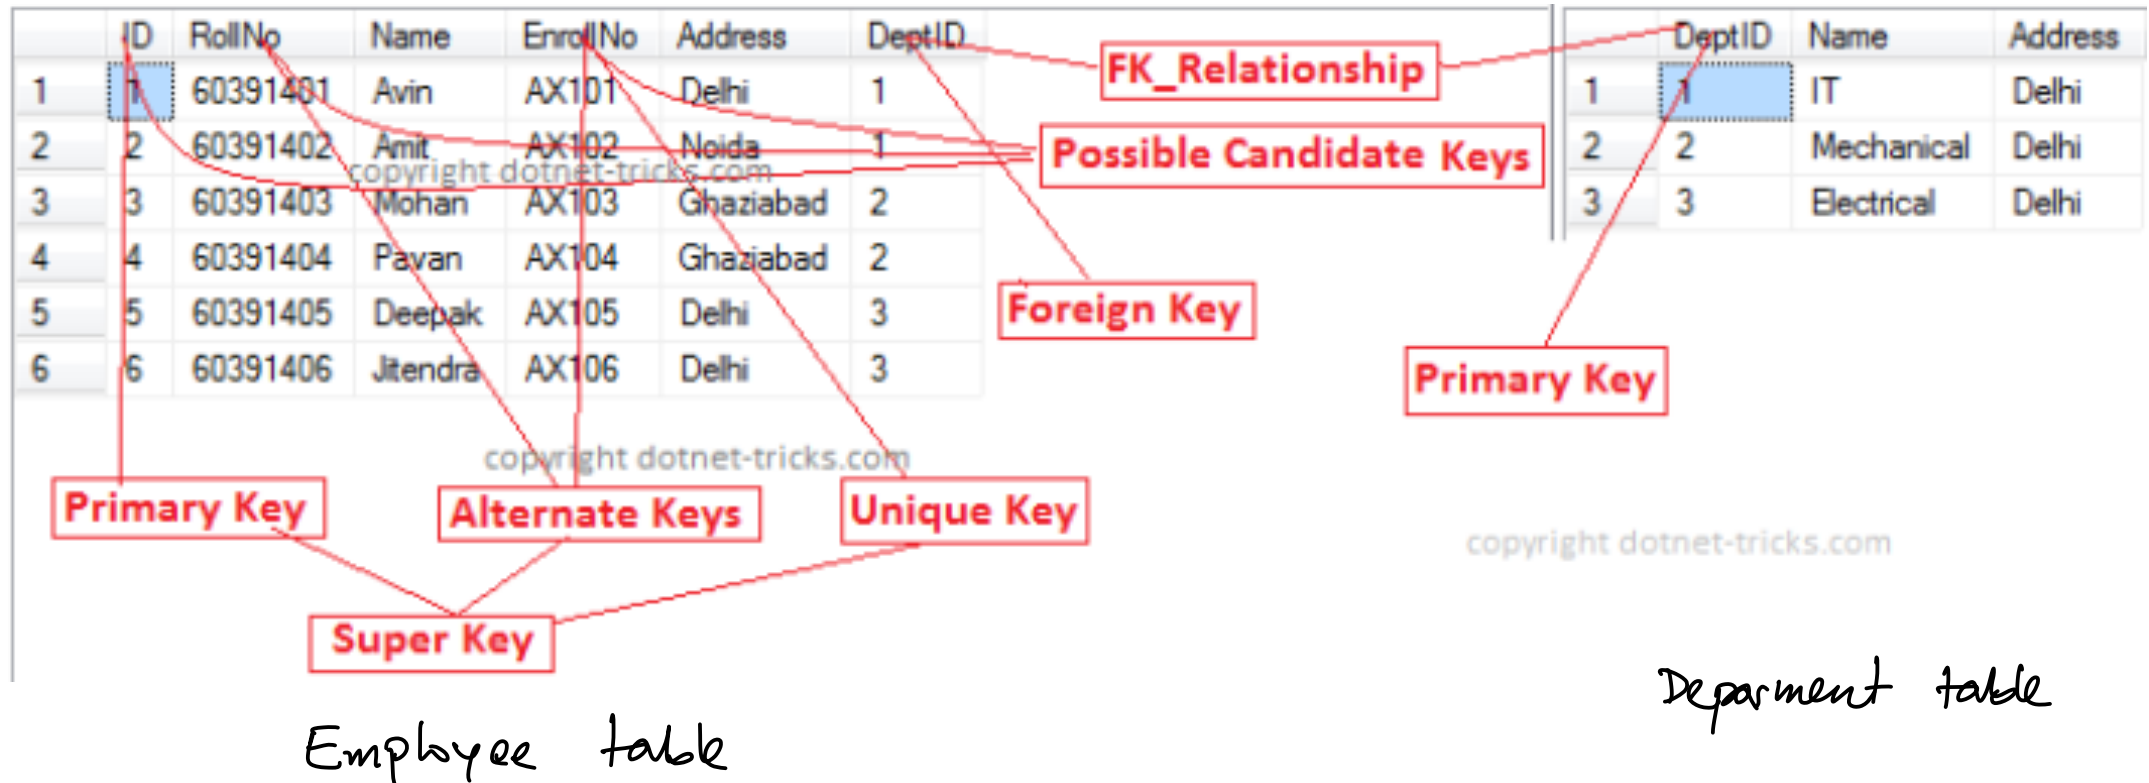 ID RollNo Name EnrollNo Address DeptID
1 1 60391401 Avin AX101 Delhi 1
2 2 60391402 Amit AX102 Noida 1
copyright dotnet-tricks.com
3 3 60391403 Mohan AX103 Ghaziabad 2
4 4 60391404 Pavan AX104 Ghaziabad 2
5 5 60391405 Deepak AX105 Delhi 3
6 6 60391406 Jitendra AX106 Delhi 3
FK_Relationship
Possible Candidate Keys
Foreign Key
DeptID Name Address
1 1 IT Delhi
2 2 Mechanical Delhi
3 3 Electrical Delhi
Primary Key
copyright dotnet-tricks.com
Primary Key
Alternate Keys
Unique Key
copyright dotnet-tricks.com
Super Key
Employee table
Deparment table